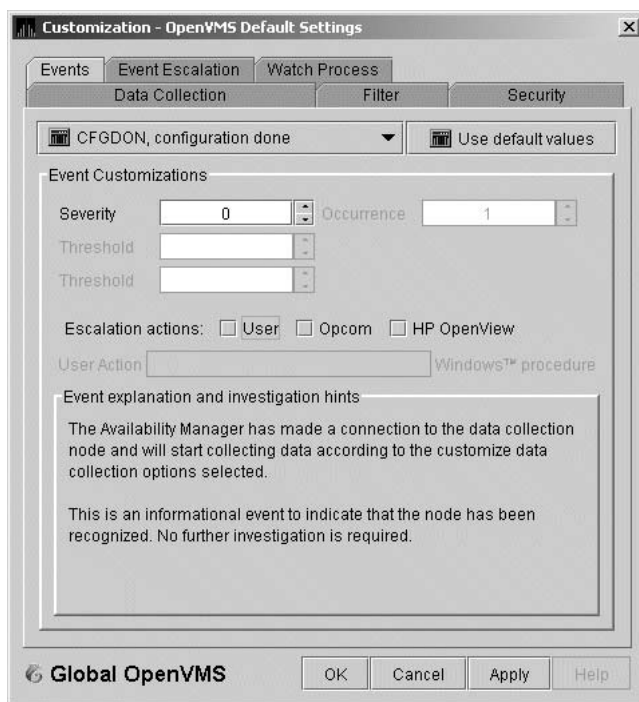 Customization - OpenVMS Default Settings
Events Event Escalation Watch Process
Data Collection Filter Security
CFGDON, configuration done Use default values
Event Customizations
Severity 0 Occurrence 1
Threshold
Threshold
Escalation actions: User Opcom HP OpenView
User Action Windows™ procedure
Event explanation and investigation hints
The Availability Manager has made a connection to the data collection
node and will start collecting data according to the customize data
collection options selected.
This is an informational event to indicate that the node has been
recognized. No further investigation is required.
Global OpenVMS OK Cancel Apply Help